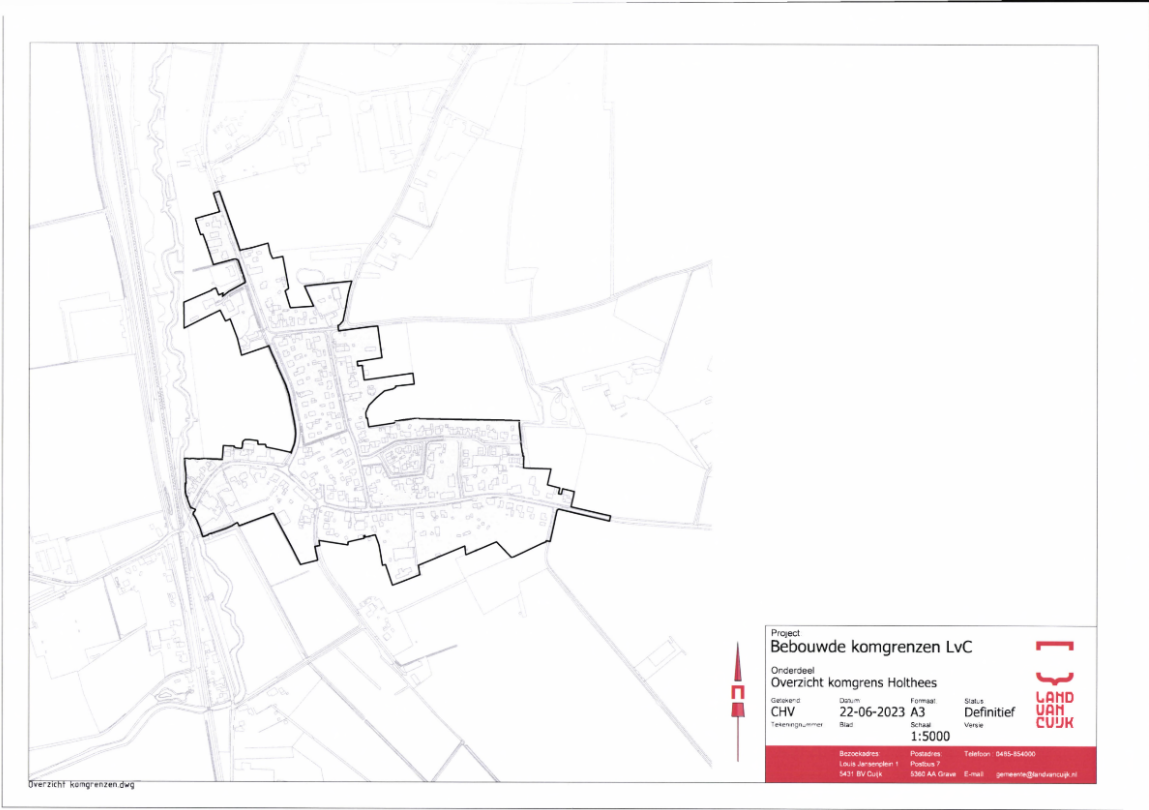 Project
Bebouwde komgrenzen LvC
Onderdeel
Overzicht komgrens Holthees
Getekend Datum Formaat Status
CHV 22-06-2023 A3 Definitief
Tekeningnummer Blad Schaal Versie
1:5000
LAND
VAN
CUIJK
Bezoekadres: Postadres: Telefoon: 0485-854000
Louis Jansenplein 1 Postbus 7
5431 BV Cuijk 5360 AA Grave E-mail: gemeente@landvancuijk.nl
Overzicht komgrenzen.dwg